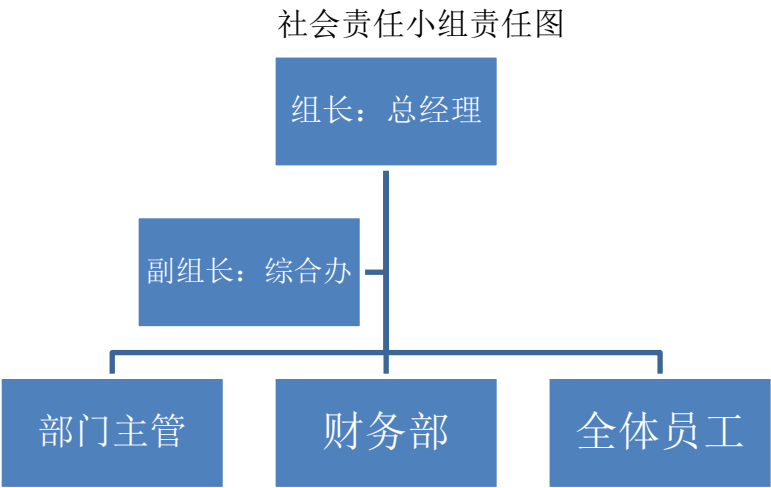 社会责任小组责任图
组长：总经理
副组长：综合办
部门主管
财务部
全体员工